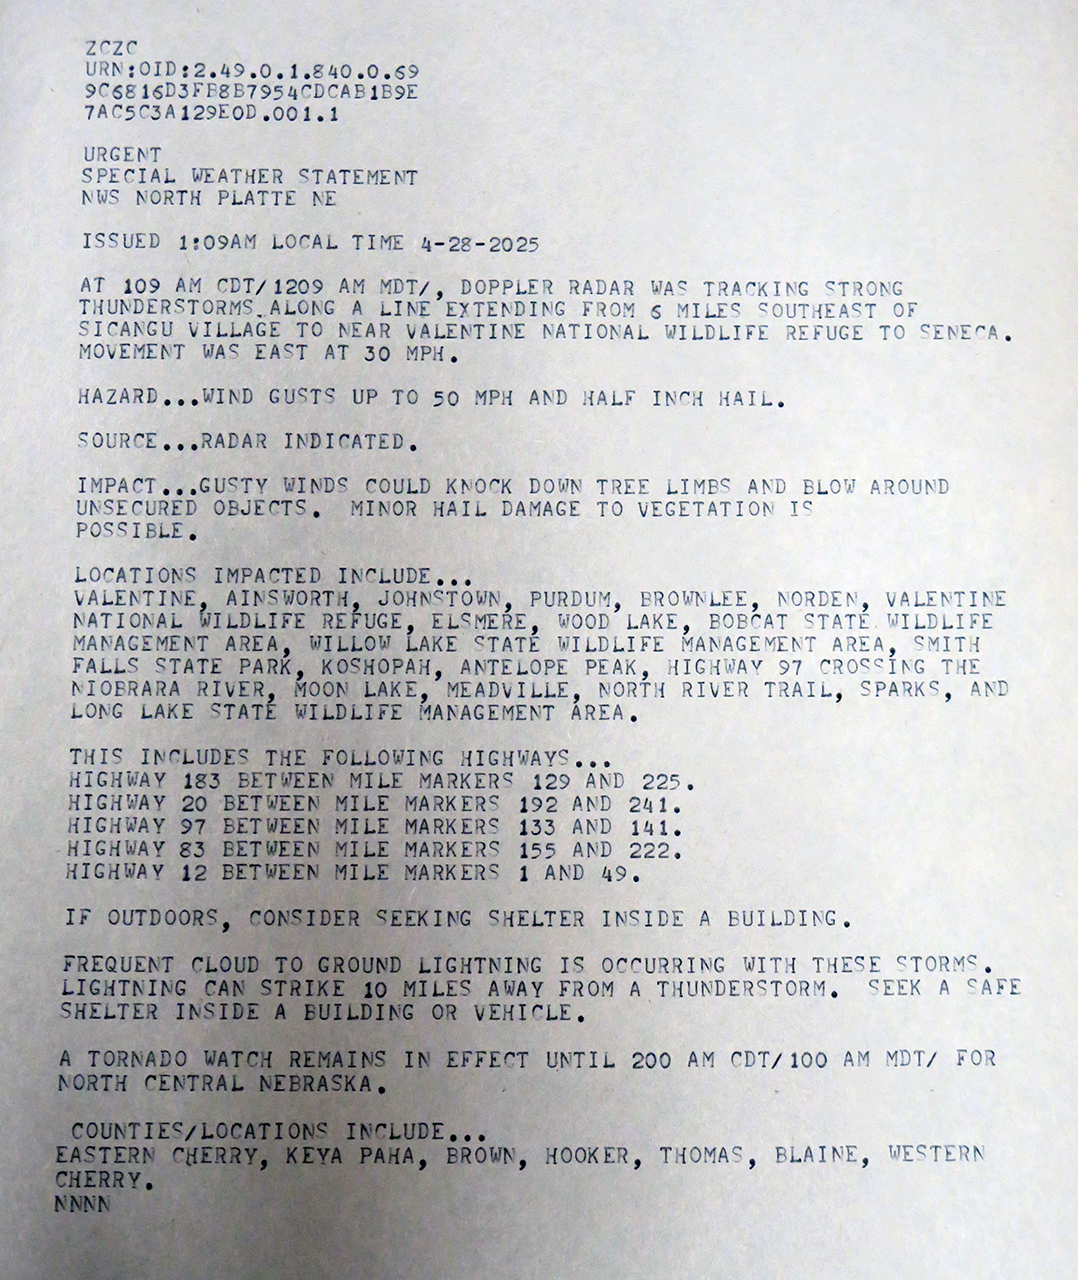 ZCZC
URN:OID:2.49.0.1.840.0.69
9C6816D3FB8B7954CDCAB1B9E
7AC5C3A129E0D.001.1
URGENT
SPECIAL WEATHER STATEMENT
NWS NORTH PLATTE NE
ISSUED 1:09AM LOCAL TIME 4-28-2025
AT 109 AM CDT/1209 AM MDT/, DOPPLER RADAR WAS TRACKING STRONG
THUNDERSTORMS ALONG A LINE EXTENDING FROM 6 MILES SOUTHEAST OF
SICANGU VILLAGE TO NEAR VALENTINE NATIONAL WILDLIFE REFUGE TO SENECA.
MOVEMENT WAS EAST AT 30 MPH.
HAZARD...WIND GUSTS UP TO 50 MPH AND HALF INCH HAIL.
SOURCE...RADAR INDICATED.
IMPACT...GUSTY WINDS COULD KNOCK DOWN TREE LIMBS AND BLOW AROUND
UNSECURED OBJECTS.  MINOR HAIL DAMAGE TO VEGETATION IS
POSSIBLE.
LOCATIONS IMPACTED INCLUDE...
VALENTINE, AINSWORTH, JOHNSTOWN, PURDUM, BROWNLEE, NORDEN, VALENTINE
NATIONAL WILDLIFE REFUGE, ELSMERE, WOOD LAKE, BOBCAT STATE WILDLIFE
MANAGEMENT AREA, WILLOW LAKE STATE WILDLIFE MANAGEMENT AREA, SMITH
FALLS STATE PARK, KOSHOPAH, ANTELOPE PEAK, HIGHWAY 97 CROSSING THE
NIOBRARA RIVER, MOON LAKE, MEADVILLE, NORTH RIVER TRAIL, SPARKS, AND
LONG LAKE STATE WILDLIFE MANAGEMENT AREA.
THIS INCLUDES THE FOLLOWING HIGHWAYS...
HIGHWAY 183 BETWEEN MILE MARKERS 129 AND 225.
HIGHWAY 20 BETWEEN MILE MARKERS 192 AND 241.
HIGHWAY 97 BETWEEN MILE MARKERS 133 AND 141.
HIGHWAY 83 BETWEEN MILE MARKERS 155 AND 222.
HIGHWAY 12 BETWEEN MILE MARKERS 1 AND 49.
IF OUTDOORS, CONSIDER SEEKING SHELTER INSIDE A BUILDING.
FREQUENT CLOUD TO GROUND LIGHTNING IS OCCURRING WITH THESE STORMS.
LIGHTNING CAN STRIKE 10 MILES AWAY FROM A THUNDERSTORM.  SEEK A SAFE
SHELTER INSIDE A BUILDING OR VEHICLE.
A TORNADO WATCH REMAINS IN EFFECT UNTIL 200 AM CDT/100 AM MDT/ FOR
NORTH CENTRAL NEBRASKA.
COUNTIES/LOCATIONS INCLUDE...
EASTERN CHERRY, KEYA PAHA, BROWN, HOOKER, THOMAS, BLAINE, WESTERN
CHERRY.
NNNN